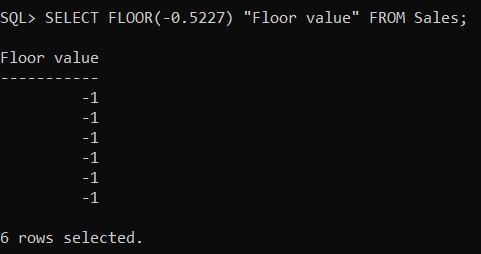 SQL> SELECT FLOOR(-0.5227) "Floor value" FROM Sales;
Floor value
-----------
-1
-1
-1
-1
-1
-1
6 rows selected.